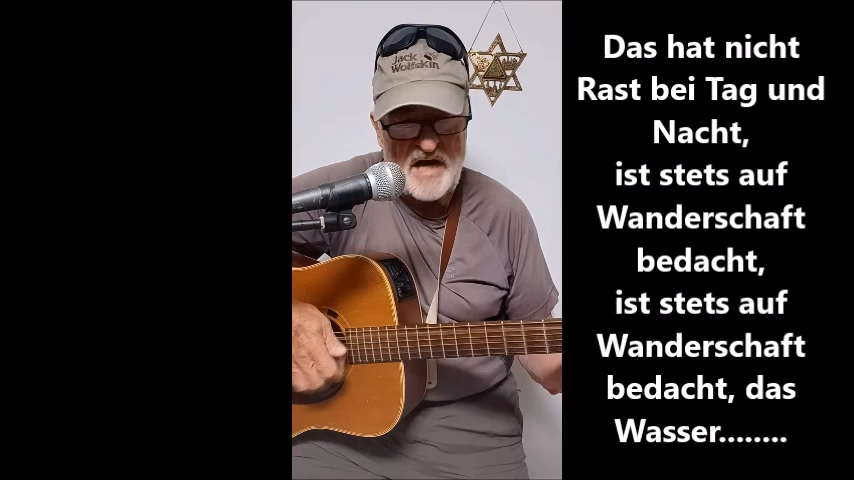 Jack
Wolfskin
Das hat nicht
Rast bei Tag und
Nacht,
ist stets auf
Wanderschaft
bedacht,
ist stets auf
Wanderschaft
bedacht, das
Wasser........